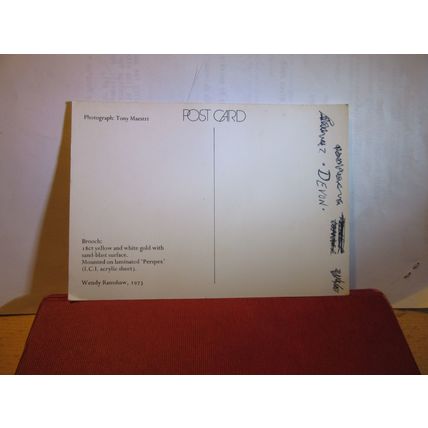 Photograph: Tony Maestri
POST CARD
Brooch:
18ct yellow and white gold with
sand-blast surface.
Mounted on laminated 'Perspex'
(I.C.I. acrylic sheet).
Wendy Ramshaw, 1973
DEVON.